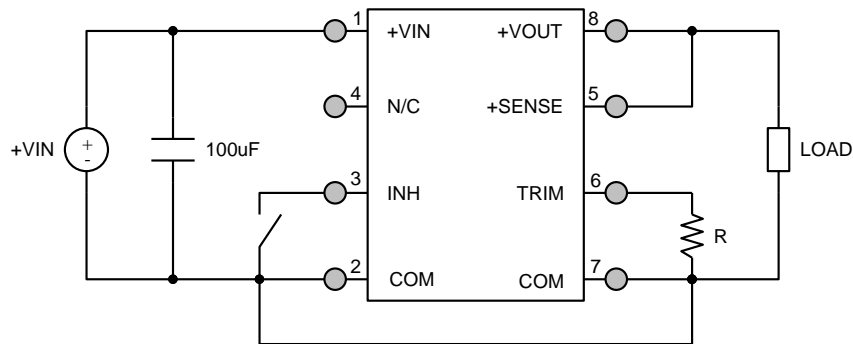 1 +VIN +VOUT 8
4 N/C +SENSE 5
+VIN + - 100uF LOAD
3 INH TRIM 6
R
2 COM COM 7